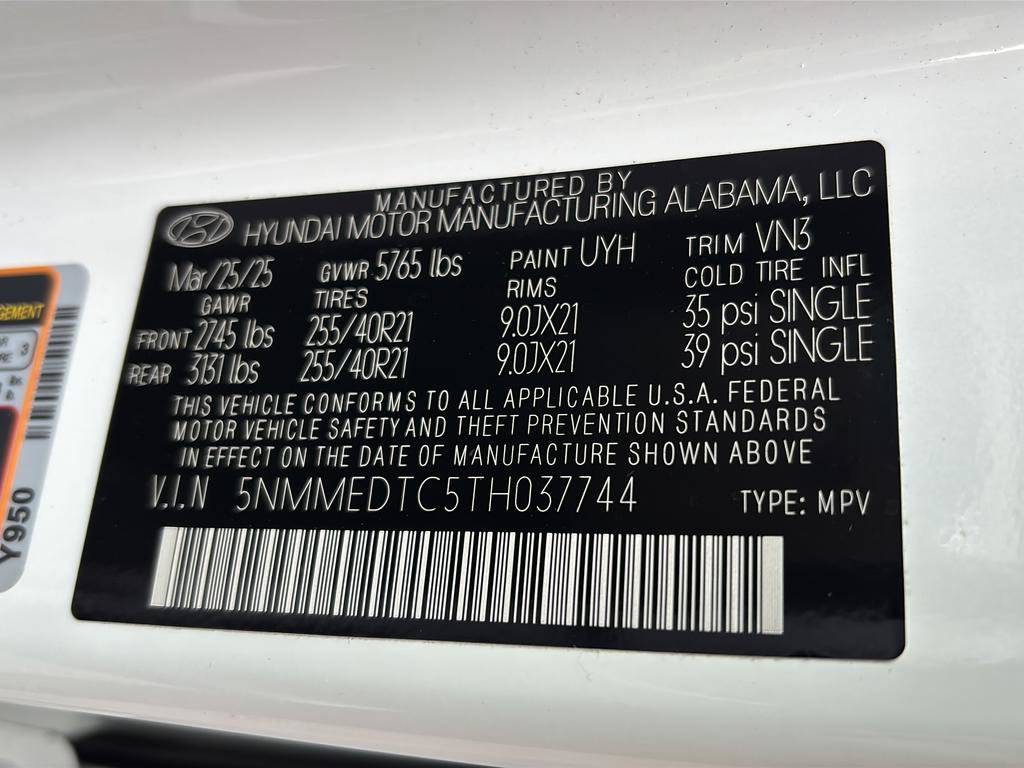 MANUFACTURED BY
HYUNDAI MOTOR MANUFACTURING ALABAMA, LLC
Mar/25/25 GVWR 5765 lbs PAINT UYH TRIM VN3
GAWR TIRES RIMS COLD TIRE INFL
FRONT 2745 lbs 255/40R21 9.0JX21 35 psi SINGLE
REAR 3131 lbs 255/40R21 9.0JX21 39 psi SINGLE
THIS VEHICLE CONFORMS TO ALL APPLICABLE U.S.A. FEDERAL
MOTOR VEHICLE SAFETY AND THEFT PREVENTION STANDARDS
IN EFFECT ON THE DATE OF MANUFACTURE SHOWN ABOVE
V.I.N 5NMMEDTC5TH037744 TYPE: MPV
3
Y950